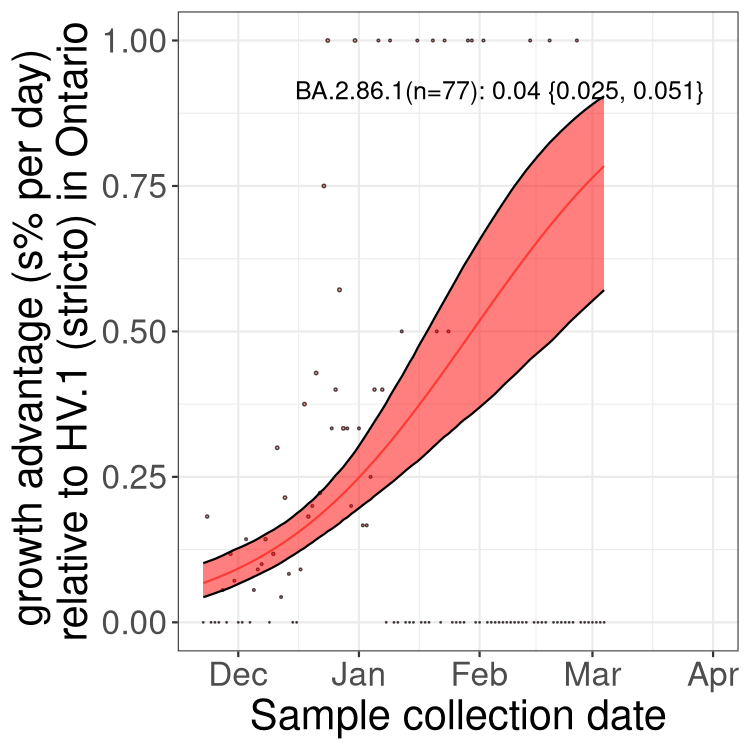 growth advantage (s% per day)
relative to HV.1 (stricto) in Ontario
1.00
0.75
0.50
0.25
0.00
BA.2.86.1(n=77): 0.04 {0.025, 0.051}
Dec Jan Feb Mar Apr
Sample collection date